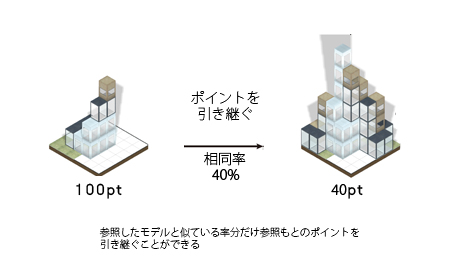 ポイントを
引き継ぐ
相同率
40%
100pt
40pt
参照したモデルと似ている率分だけ参照もとのポイントを
引き継ぐことができる